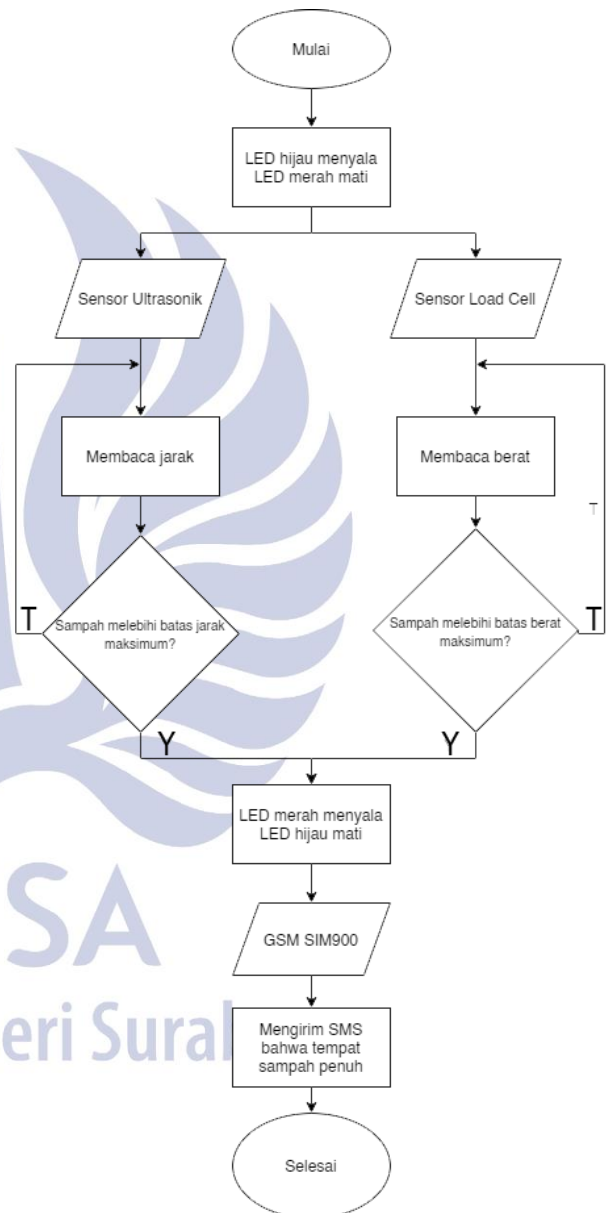 Mulai
LED hijau menyala
LED merah mati
Sensor Ultrasonik
Sensor Load Cell
Membaca jarak
Membaca berat
T
Sampah melebihi batas jarak
maksimum?
T
Sampah melebihi batas berat
maksimum?
T
Y
Y
LED merah menyala
LED hijau mati
GSM SIM900
Mengirim SMS
bahwa tempat
sampah penuh
Selesai
SA
eri Sura